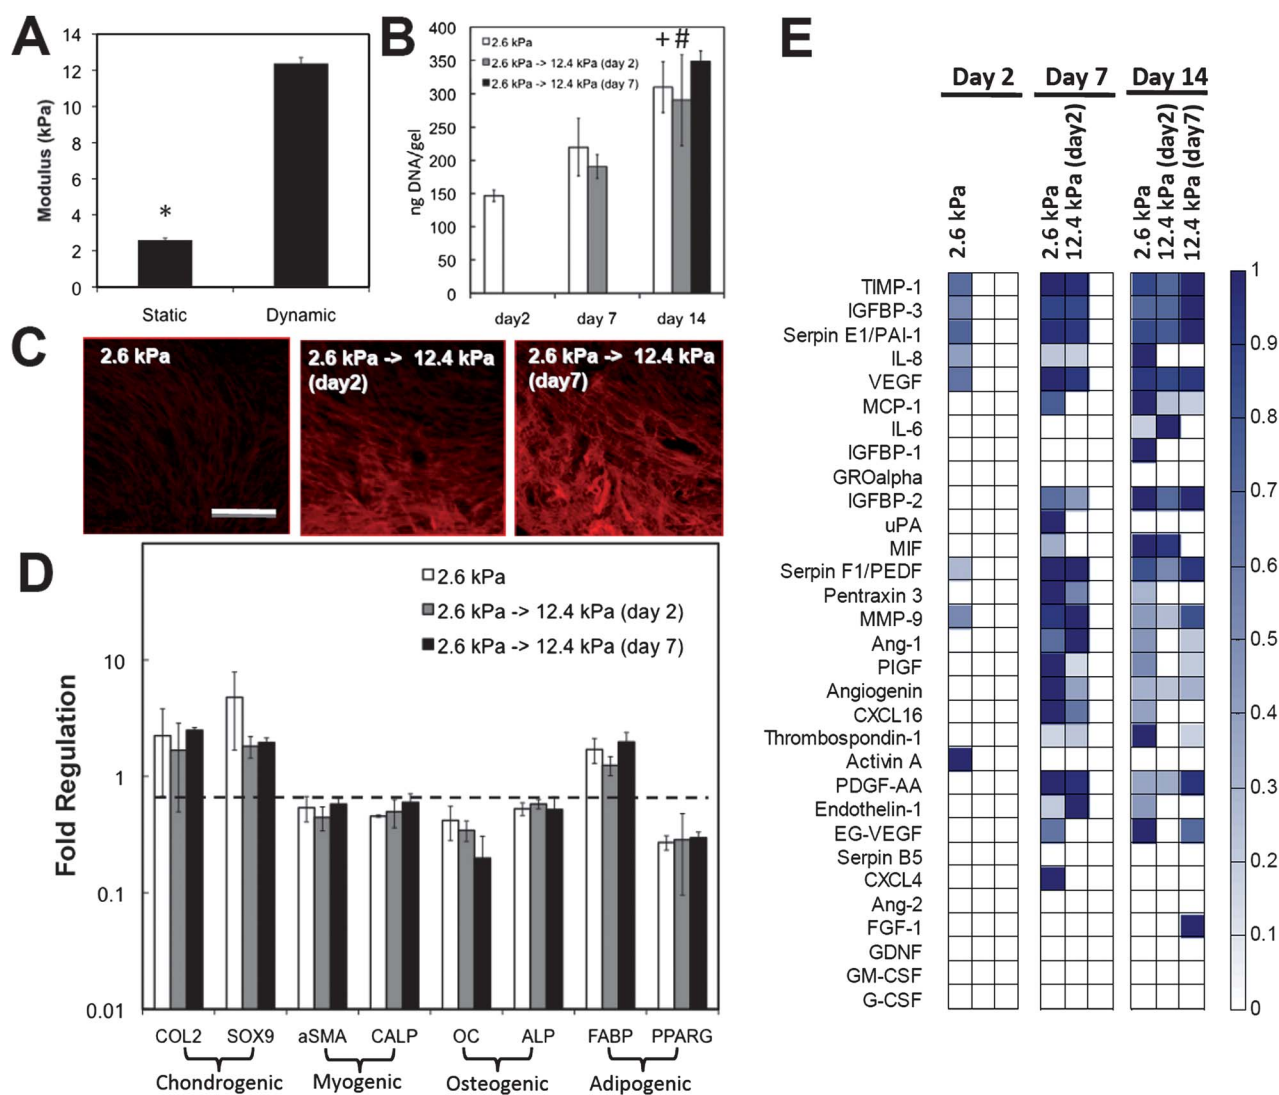 A
Modulus (kPa)
14
12
10
8
6
4
2
0
*
Static
Dynamic
B
ng DNA/gel
400
350
300
250
200
150
100
50
0
2.6 kPa
2.6 kPa -> 12.4 kPa (day 2)
2.6 kPa -> 12.4 kPa (day 7)
+ #
day2
day 7
day 14
C
2.6 kPa
2.6 kPa -> 12.4 kPa
(day2)
2.6 kPa -> 12.4 kPa
(day7)
D
Fold Regulation
10
1
0.1
0.01
2.6 kPa
2.6 kPa -> 12.4 kPa (day 2)
2.6 kPa -> 12.4 kPa (day 7)
COL2 SOX9 aSMA CALP OC ALP FABP PPARG
Chondrogenic Myogenic Osteogenic Adipogenic
E
Day 2 Day 7 Day 14
2.6 kPa
2.6 kPa
12.4 kPa (day2)
2.6 kPa
12.4 kPa (day2)
12.4 kPa (day7)
TIMP-1
IGFBP-3
Serpin E1/PAI-1
IL-8
VEGF
MCP-1
IL-6
IGFBP-1
GROalpha
IGFBP-2
uPA
MIF
Serpin F1/PEDF
Pentraxin 3
MMP-9
Ang-1
PIGF
Angiogenin
CXCL16
Thrombospondin-1
Activin A
PDGF-AA
Endothelin-1
EG-VEGF
Serpin B5
CXCL4
Ang-2
FGF-1
GDNF
GM-CSF
G-CSF
1
0.9
0.8
0.7
0.6
0.5
0.4
0.3
0.2
0.1
0